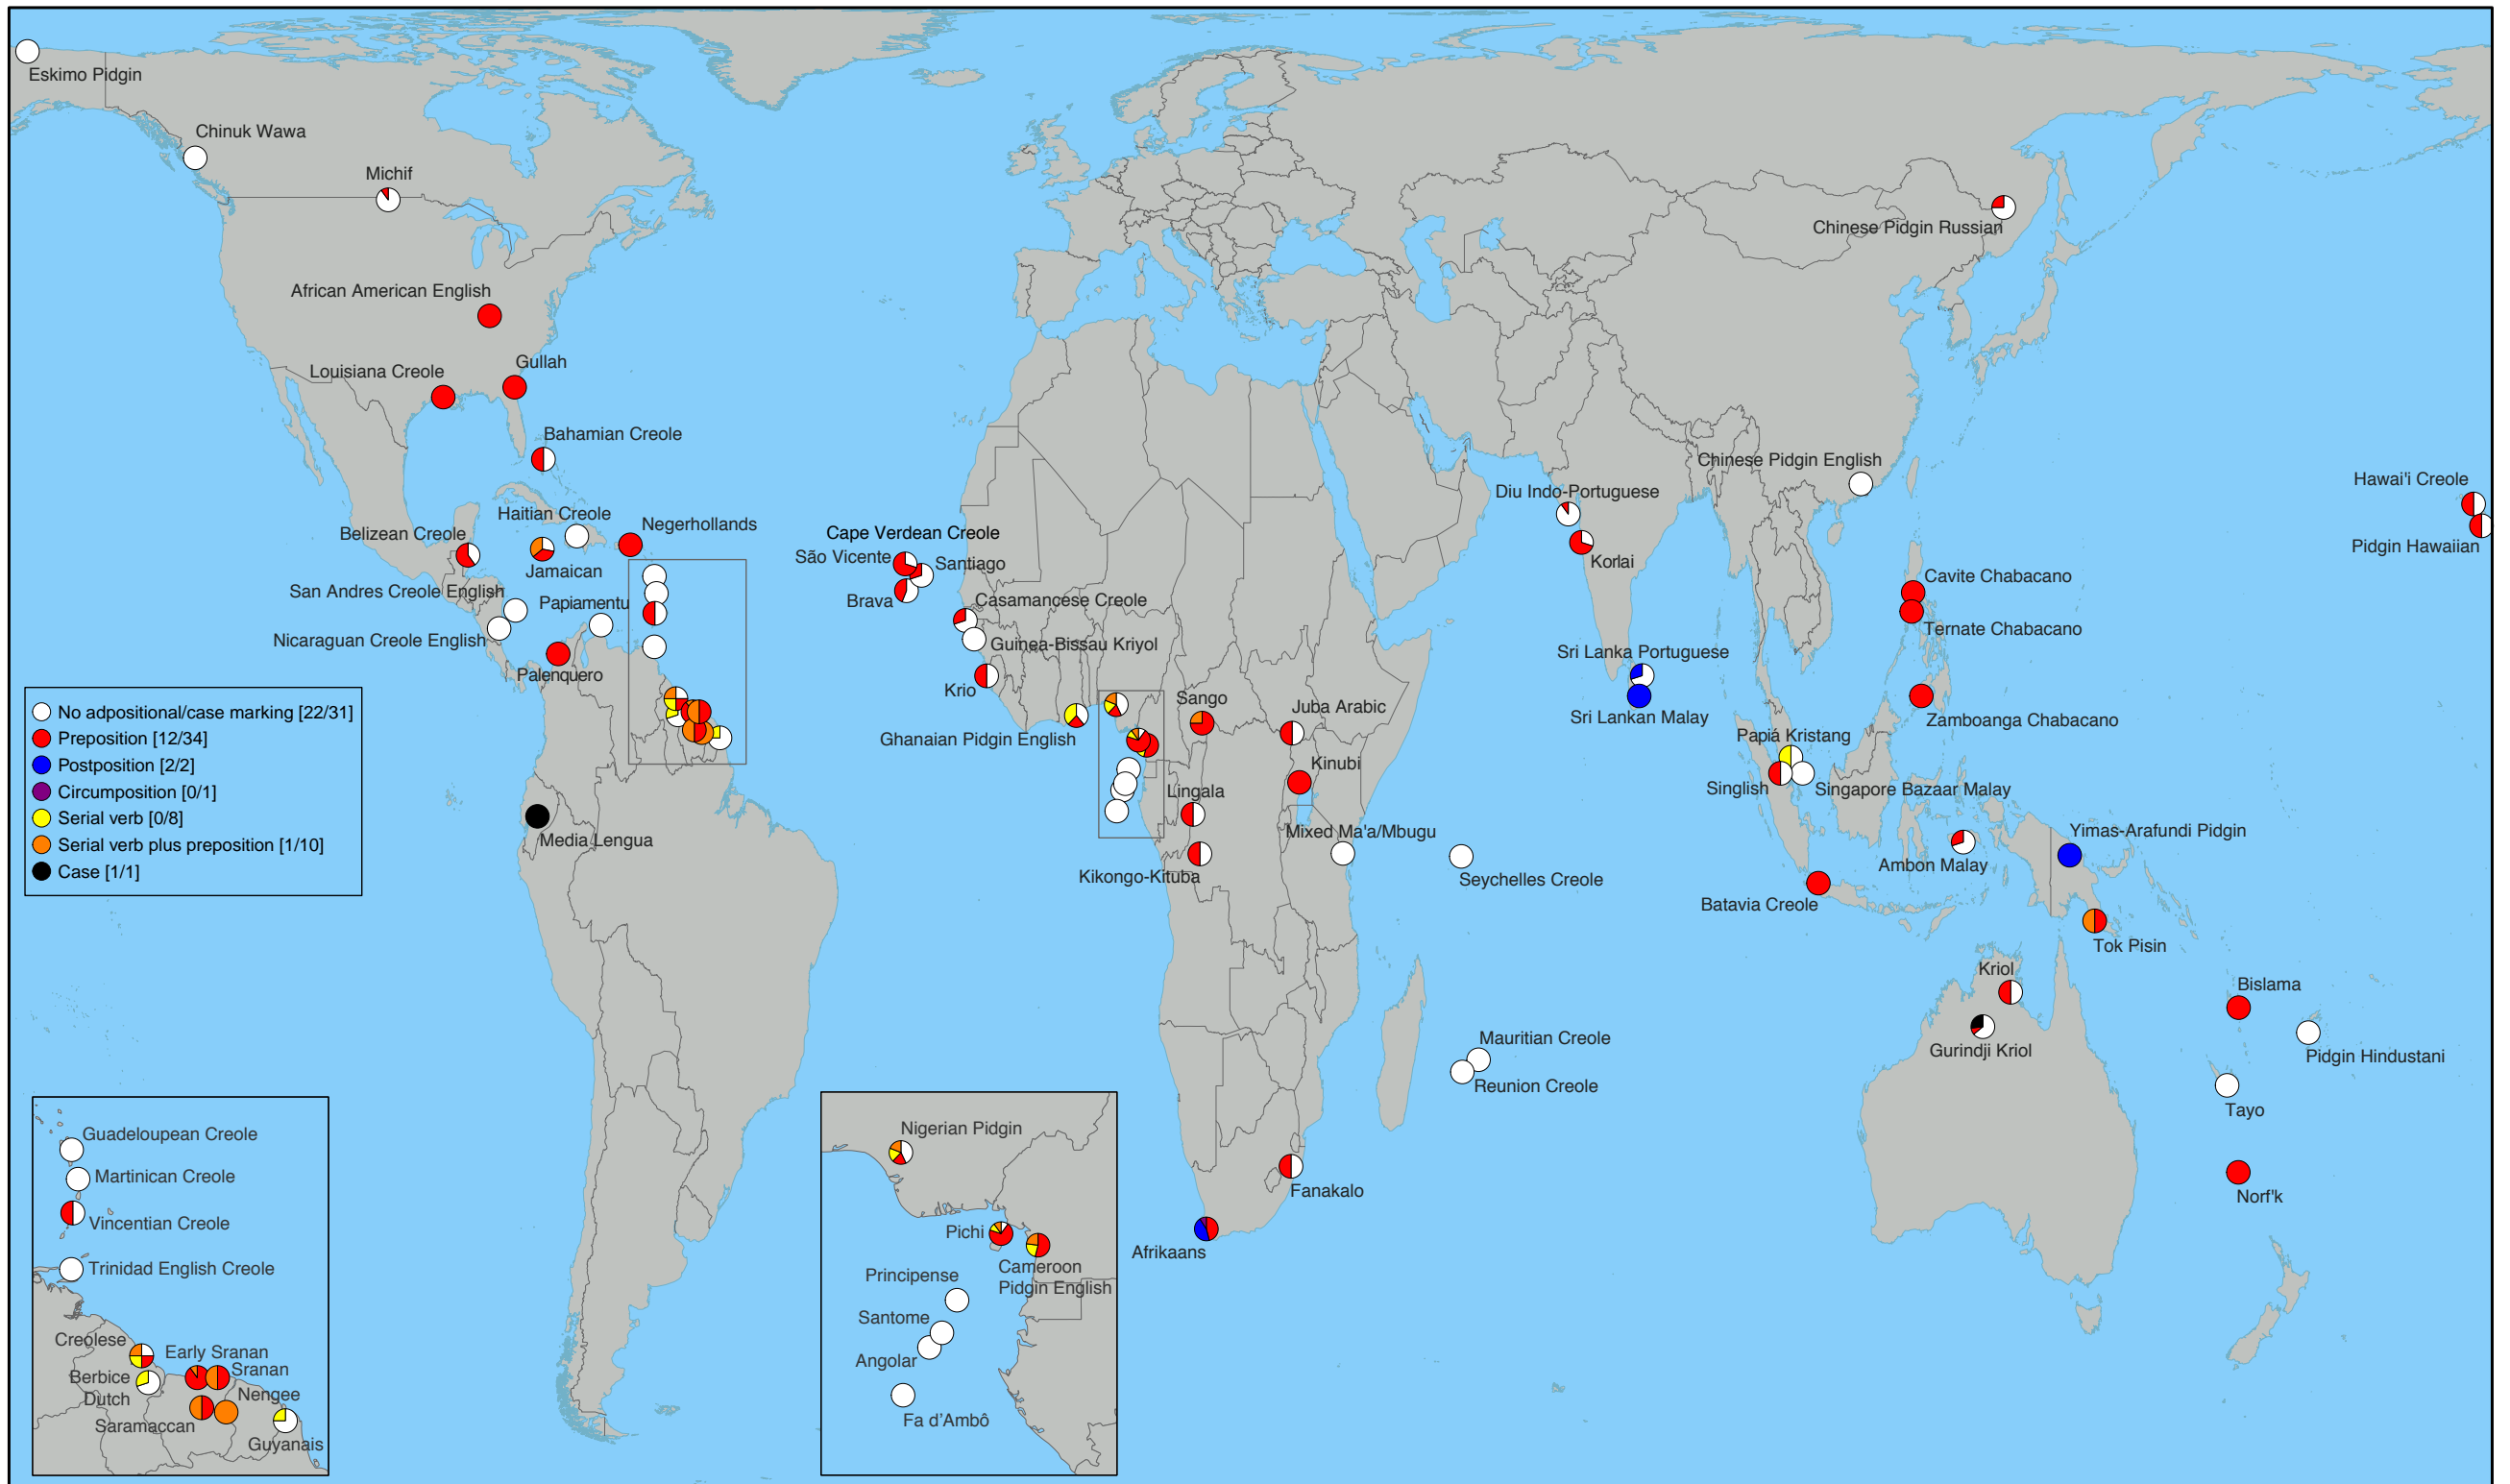 Eskimo Pidgin
Chinuk Wawa
Michif
Chinese Pidgin Russian
African American English
Gullah
Louisiana Creole
Bahamian Creole
Chinese Pidgin English
Hawai'i Creole
Diu Indo-Portuguese
Haitian Creole
Negerhollands
Belizean Creole
Cape Verdean Creole
Pidgin Hawaiian
São Vicente
Santiago
Korlai
Jamaican
Cavite Chabacano
San Andres Creole English
Papiamentu
Brava
Casamancese Creole
Ternate Chabacano
Nicaraguan Creole English
Guinea-Bissau Kriyol
Sri Lanka Portuguese
Palenquero
Krio
Sango
Juba Arabic
Sri Lankan Malay
Zamboanga Chabacano
Ghanaian Pidgin English
Papiá Kristang
Kinubi
Lingala
Singlish
Singapore Bazaar Malay
Media Lengua
Mixed Ma'a/Mbugu
Yimas-Arafundi Pidgin
Ambon Malay
Kikongo-Kituba
Seychelles Creole
Batavia Creole
Tok Pisin
Kriol
Bislama
Mauritian Creole
Gurindji Kriol
Pidgin Hindustani
Reunion Creole
Tayo
Fanakalo
Norf'k
Afrikaans
No adpositional/case marking [22/31]
Preposition [12/34]
Postposition [2/2]
Circumposition [0/1]
Serial verb [0/8]
Serial verb plus preposition [1/10]
Case [1/1]
Guadeloupean Creole
Martinican Creole
Vincentian Creole
Trinidad English Creole
Creolese
Early Sranan
Sranan
Berbice
Dutch
Nengee
Saramaccan
Guyanais
Nigerian Pidgin
Pichi
Cameroon
Pidgin English
Principense
Santome
Angolar
Fa d'Ambô